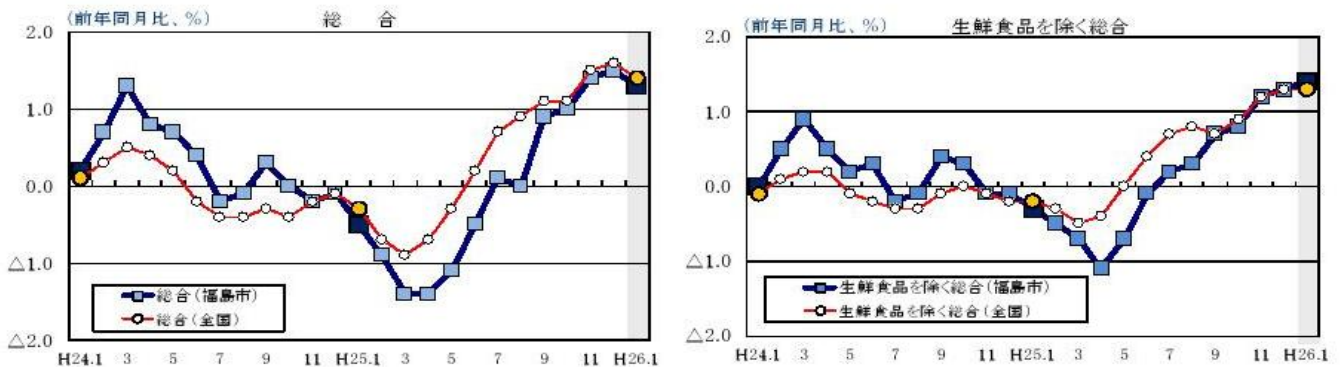 (前年同月比、%)
総　合
2.0
1.0
0.0
△1.0
△2.0
総合(福島市)
総合(全国)
H24.1 3 5 7 9 11 H25.1 3 5 7 9 11 H26.1
(前年同月比、%)
生鮮食品を除く総合
2.0
1.0
0.0
△1.0
△2.0
生鮮食品を除く総合(福島市)
生鮮食品を除く総合(全国)
H24.1 3 5 7 9 11 H25.1 3 5 7 9 11 H26.1